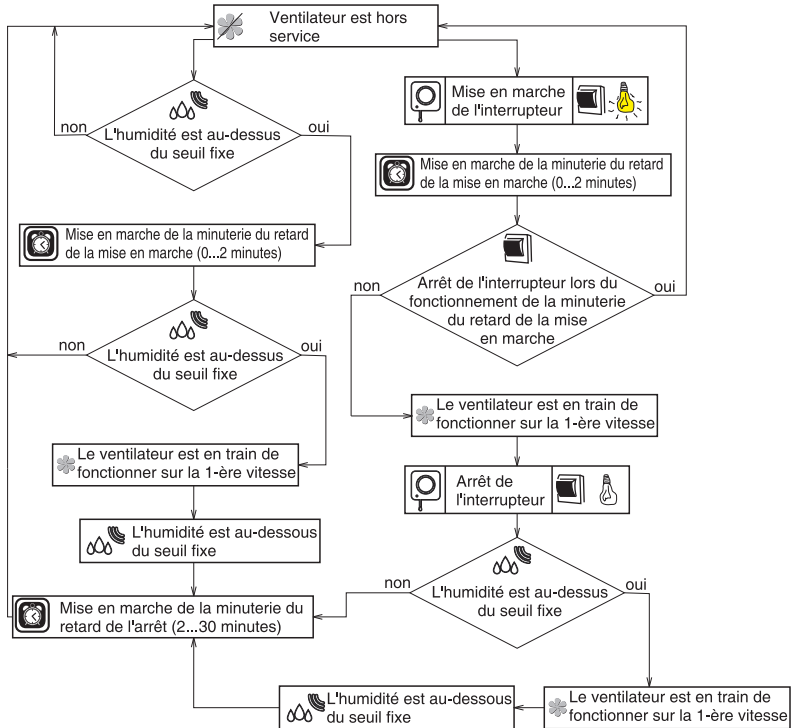 Ventilateur est hors
service
L'humidité est au-dessus
du seuil fixe
non
oui
Mise en marche
de l'interrupteur
Mise en marche de la minuterie du retard
de la mise en marche (0...2 minutes)
Mise en marche de la minuterie du retard
de la mise en marche (0...2 minutes)
Arrêt de l'interrupteur lors du
fonctionnement de la minuterie
du retard de la mise
en marche
non
oui
L'humidité est au-dessus
du seuil fixe
non
oui
Le ventilateur est en train de
fonctionner sur la 1-ère vitesse
Le ventilateur est en train de
fonctionner sur la 1-ère vitesse
Arrêt de
l'interrupteur
L'humidité est au-dessous
du seuil fixe
L'humidité est au-dessus
du seuil fixe
non
oui
Mise en marche de la minuterie du
retard de l'arrêt (2...30 minutes)
L'humidité est au-dessous
du seuil fixe
Le ventilateur est en train de
fonctionner sur la 1-ère vitesse